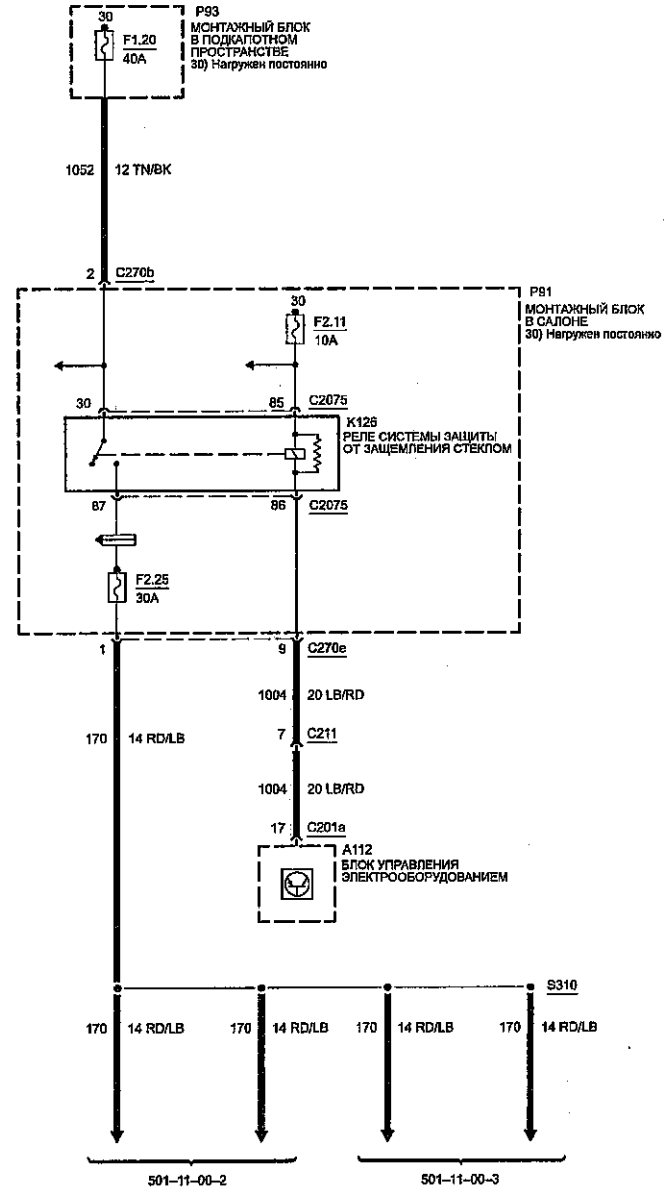 P93
МОНТАЖНЫЙ БЛОК
В ПОДКАПОТНОМ
ПРОСТРАНСТВЕ
30) Нагружен постоянно
30
F1.20
40A
1052 12 TN/BK
2 C270b
P91
МОНТАЖНЫЙ БЛОК
В САЛОНЕ
30) Нагружен постоянно
30
F2.11
10A
30 85 C2075
K126
РЕЛЕ СИСТЕМЫ ЗАЩИТЫ
ОТ ЗАЩЕМЛЕНИЯ СТЕКЛОМ
87 86 C2075
F2.25
30A
1 9 C270e
1004 20 LB/RD
170 14 RD/LB 7 C211
1004 20 LB/RD
17 C201a
A112
БЛОК УПРАВЛЕНИЯ
ЭЛЕКТРООБОРУДОВАНИЕМ
S310
170 14 RD/LB 170 14 RD/LB 170 14 RD/LB 170 14 RD/LB
501–11–00–2 501–11–00–3